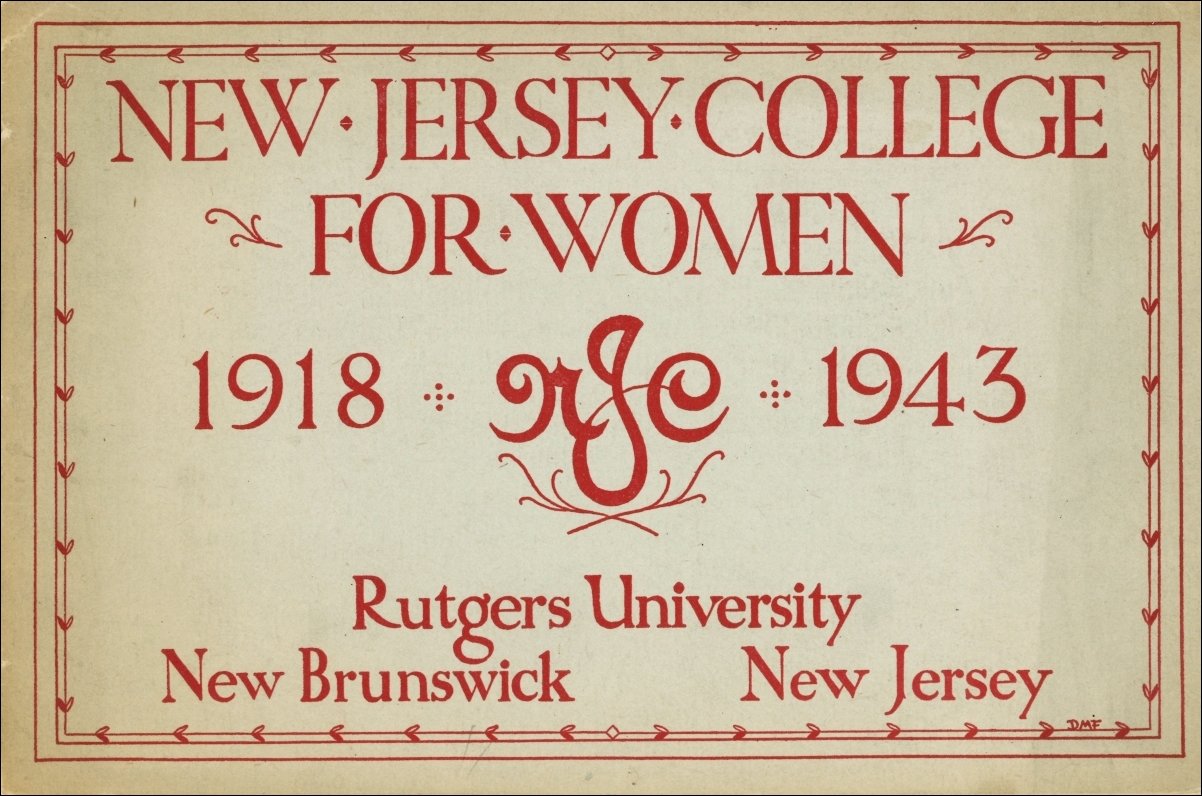 NEW · JERSEY · COLLEGE
FOR · WOMEN
1918 NJC 1943
Rutgers University
New Brunswick New Jersey
DMF